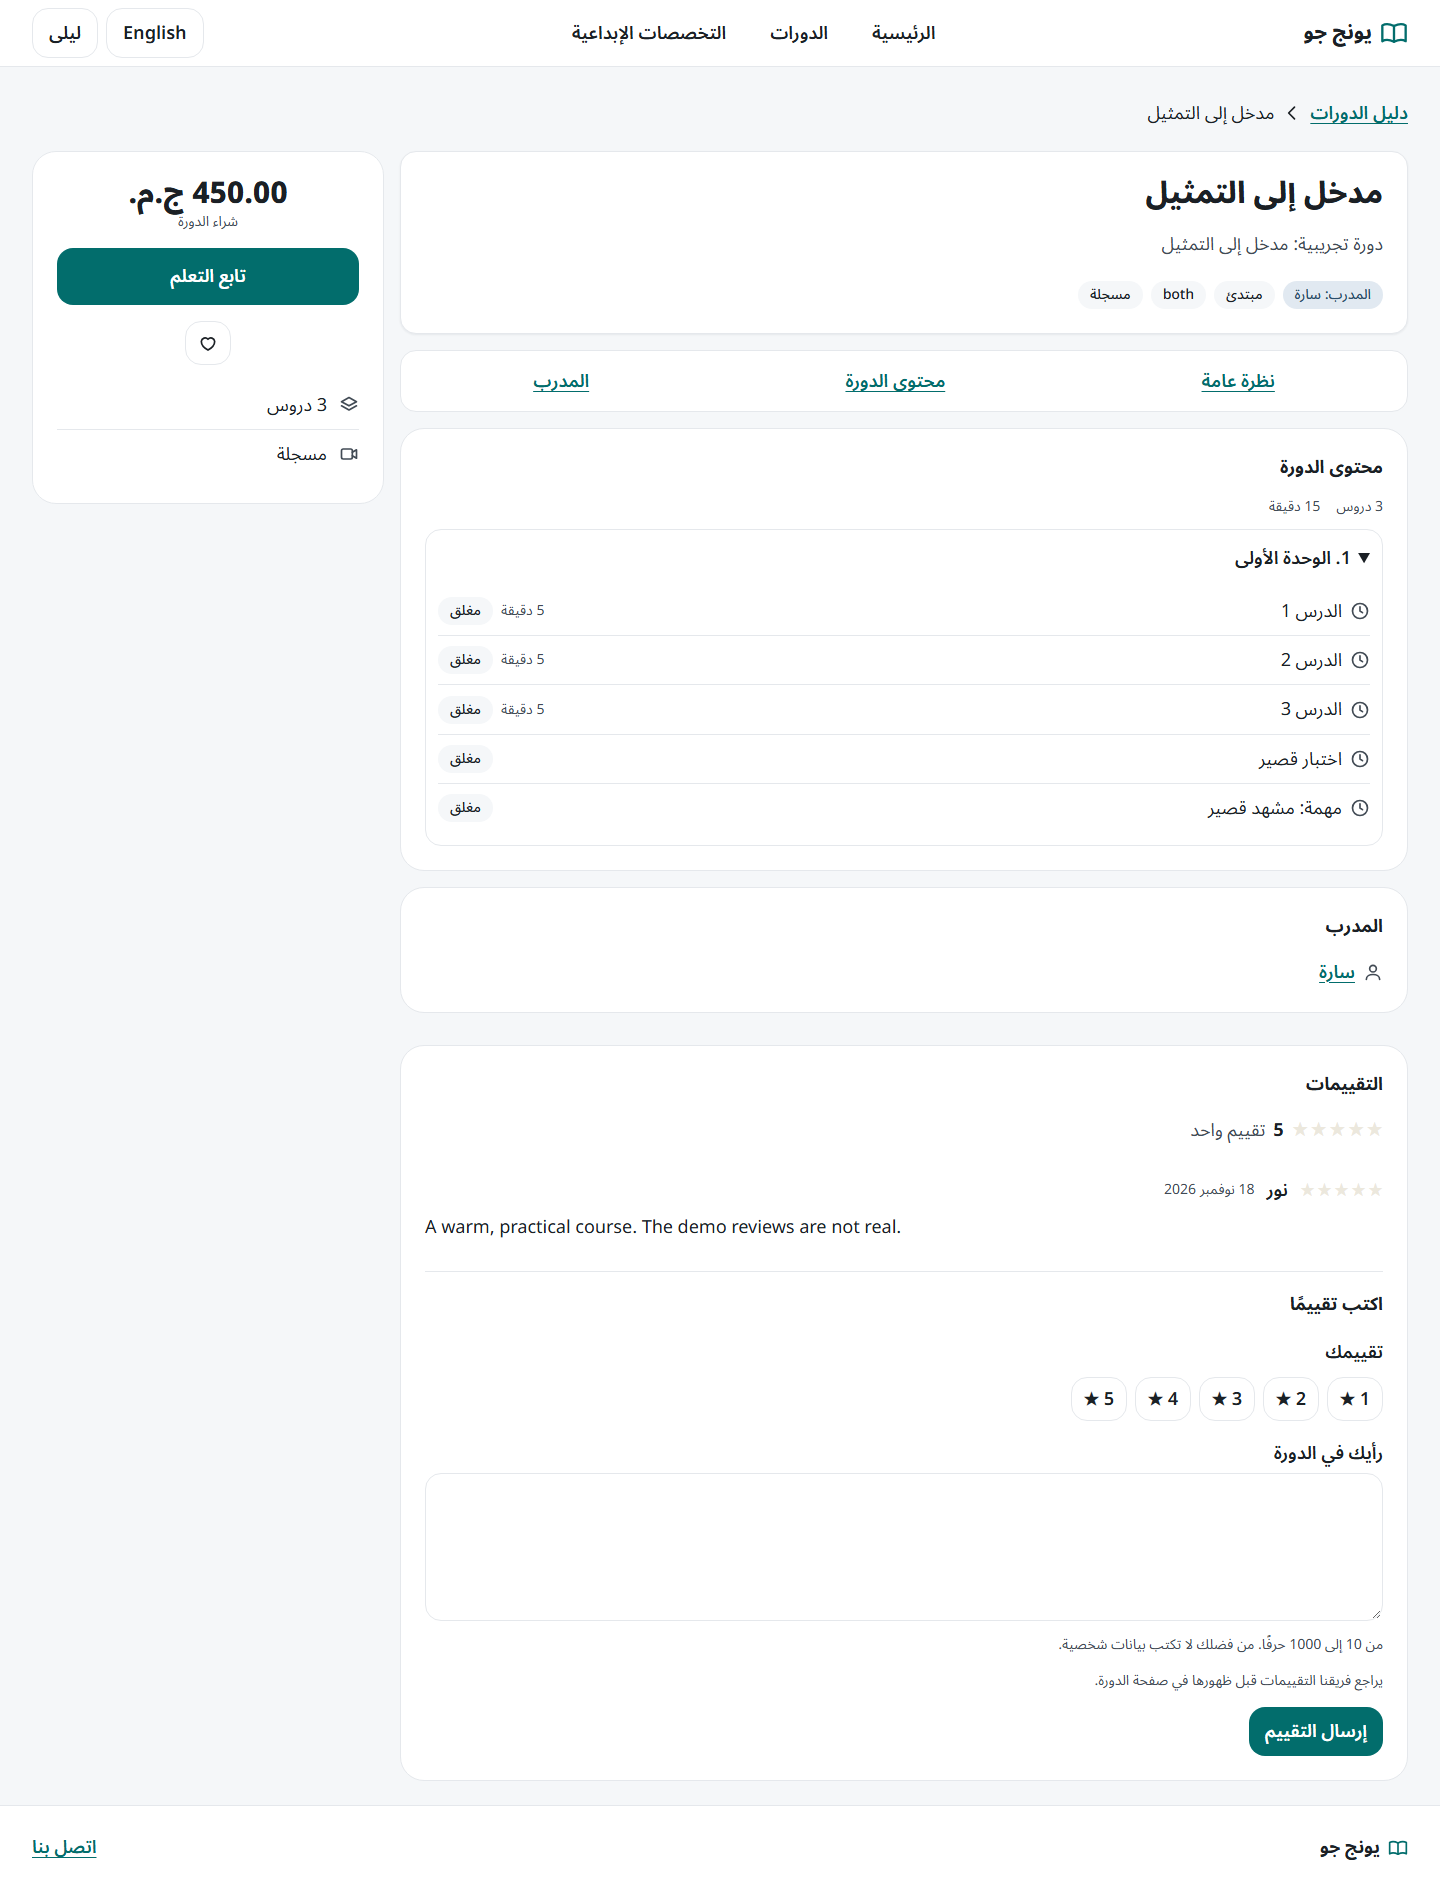 يونج جو
الرئيسية
الدورات
التخصصات الإبداعية
English
ليلى
دليل الدورات
مدخل إلى التمثيل
مدخل إلى التمثيل
دورة تجريبية: مدخل إلى التمثيل
المدرب: سارة
مبتدئ
both
مسجلة
450.00 ج.م.
شراء الدورة
تابع التعلم
3 دروس
مسجلة
نظرة عامة
محتوى الدورة
المدرب
محتوى الدورة
3 دروس 15 دقيقة
▼ 1. الوحدة الأولى
الدرس 1 5 دقيقة مغلق
الدرس 2 5 دقيقة مغلق
الدرس 3 5 دقيقة مغلق
اختبار قصير مغلق
مهمة: مشهد قصير مغلق
المدرب
سارة
التقييمات
★★★★★ 5 تقييم واحد
★★★★★ نور 18 نوفمبر 2026
A warm, practical course. The demo reviews are not real.
اكتب تقييمًا
تقييمك
1 ★
2 ★
3 ★
4 ★
5 ★
رأيك في الدورة
من 10 إلى 1000 حرفًا. من فضلك لا تكتب بيانات شخصية.
يراجع فريقنا التقييمات قبل ظهورها في صفحة الدورة.
إرسال التقييم
يونج جو
اتصل بنا